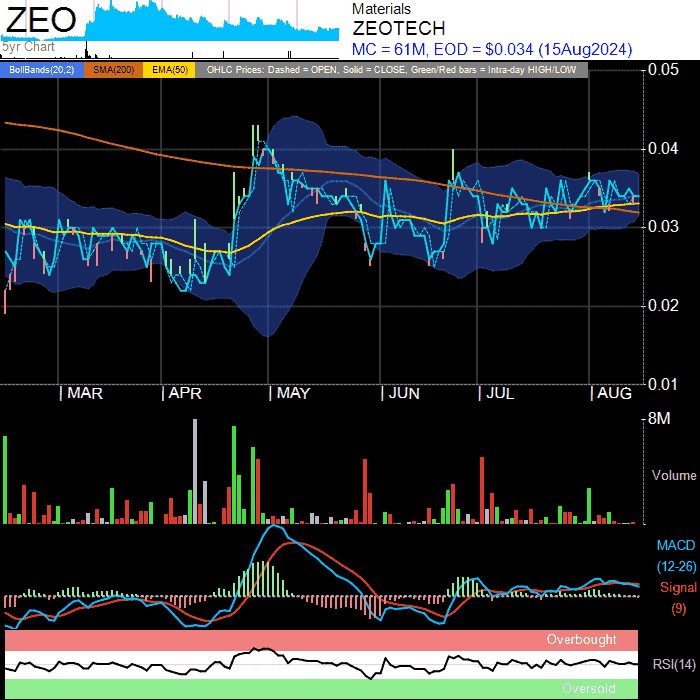 ZEO
5yr Chart
Materials
ZEOTECH
MC = 61M, EOD = $0.034 (15Aug2024)
BollBands(20,2) SMA(200) EMA(50) OHLC Prices: Dashed = OPEN, Solid = CLOSE, Green/Red bars = Intra-day HIGH/LOW
0.05
0.04
0.03
0.02
0.01
| MAR | APR | MAY | JUN | JUL | AUG
8M
Volume
MACD
(12-26)
Signal
(9)
Overbought
RSI(14)
Oversold